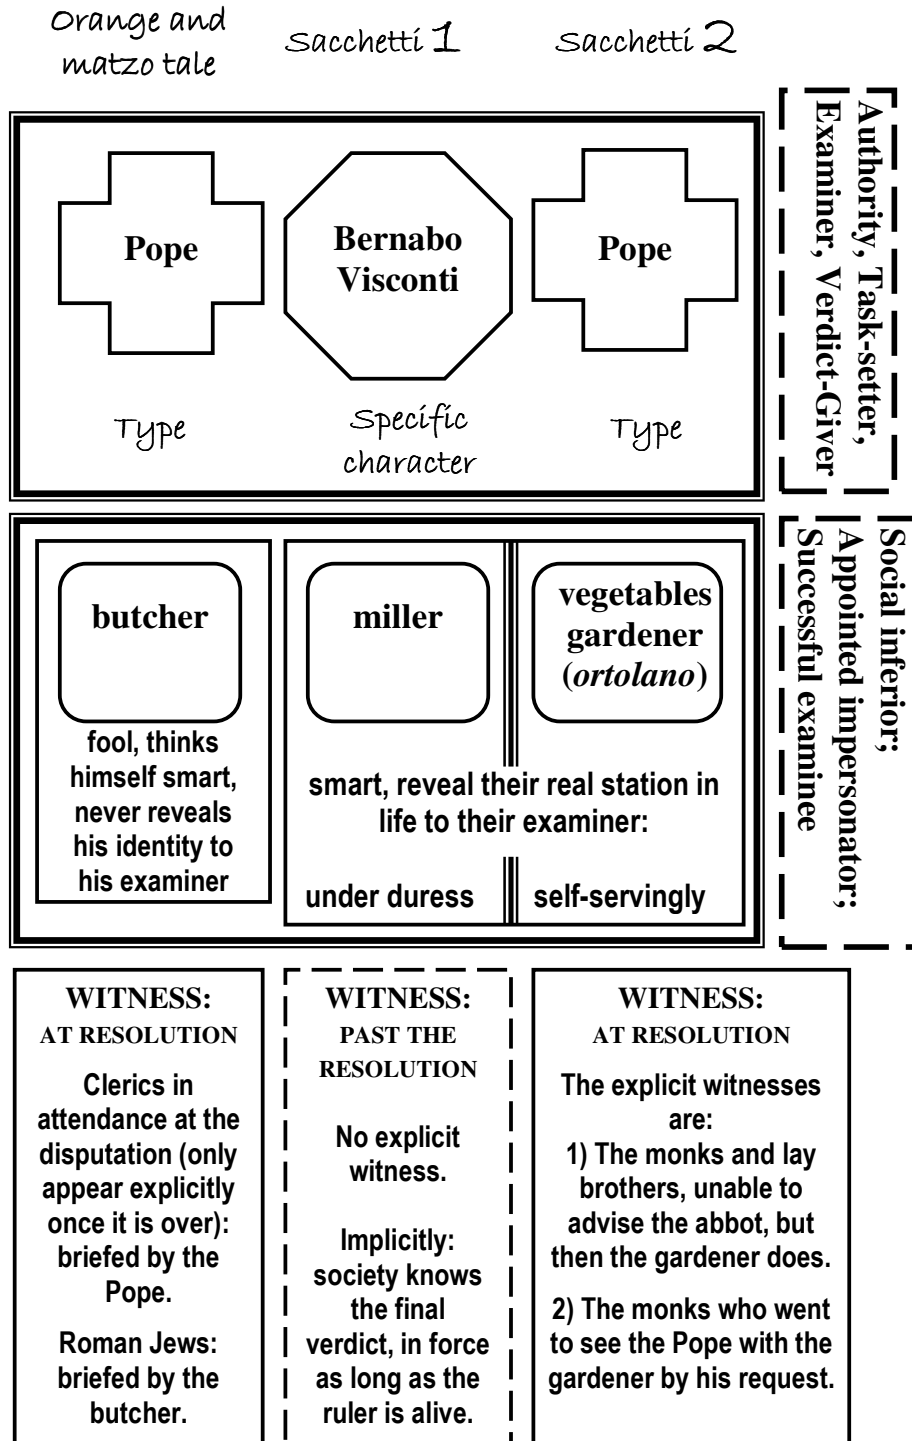 Orange and
matzo tale
Sacchetti 1
Sacchetti 2
Pope
Bernabo
Visconti
Pope
Type
Specific
character
Type
Authority, Task-setter,
Examiner, Verdict-Giver
butcher
fool, thinks
himself smart,
never reveals
his identity to
his examiner
miller
vegetables
gardener
(ortolano)
smart, reveal their real station in
life to their examiner:
under duress
self-servingly
Social inferior;
Appointed impersonator;
Successful examinee
WITNESS:
AT RESOLUTION
Clerics in
attendance at the
disputation (only
appear explicitly
once it is over):
briefed by the
Pope.
Roman Jews:
briefed by the
butcher.
WITNESS:
PAST THE
RESOLUTION
No explicit
witness.
Implicitly:
society knows
the final
verdict, in force
as long as the
ruler is alive.
WITNESS:
AT RESOLUTION
The explicit witnesses
are:
1) The monks and lay
brothers, unable to
advise the abbot, but
then the gardener does.
2) The monks who went
to see the Pope with the
gardener by his request.